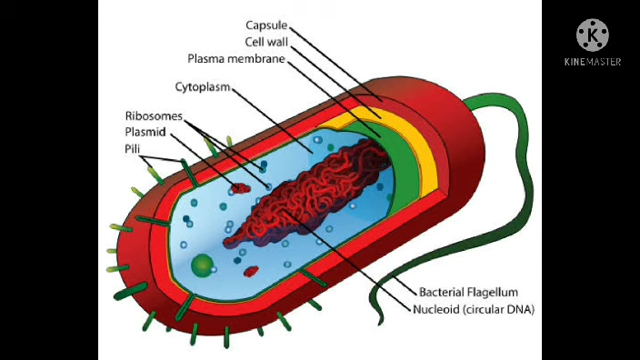 Capsule
Cell wall
Plasma membrane
Cytoplasm
Ribosomes
Plasmid
Pili
Bacterial Flagellum
Nucleoid (circular DNA)
K
KINEMASTER